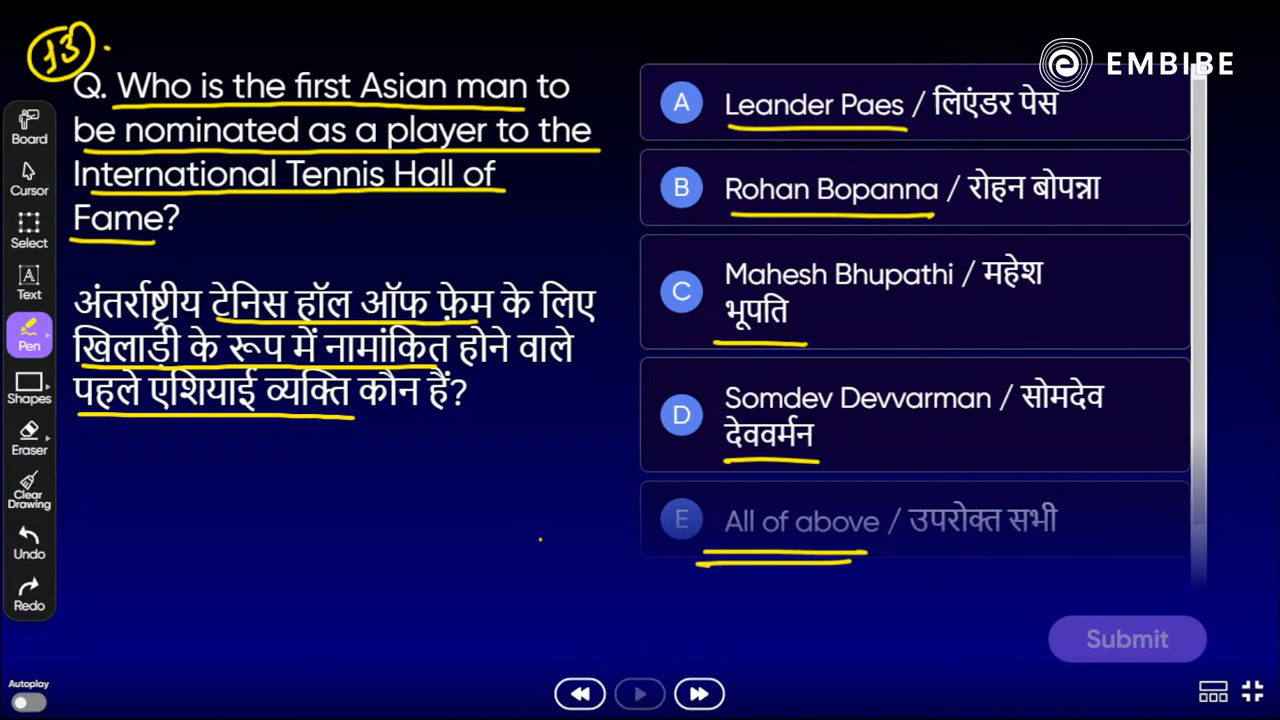 13.
EMBIBE
Q. Who is the first Asian man to
be nominated as a player to the
International Tennis Hall of
Fame?
अंतर्राष्ट्रीय टेनिस हॉल ऑफ फ़ेम के लिए
खिलाड़ी के रूप में नामांकित होने वाले
पहले एशियाई व्यक्ति कौन हैं?
A Leander Paes / लिएंडर पेस
B Rohan Bopanna / रोहन बोपन्ना
C Mahesh Bhupathi / महेश
भूपति
D Somdev Devvarman / सोमदेव
देववर्मन
E All of above / उपरोक्त सभी
Submit
Board
Cursor
Select
A
Text
Pen
Shapes
Eraser
Clear
Drawing
Undo
Redo
Autoplay